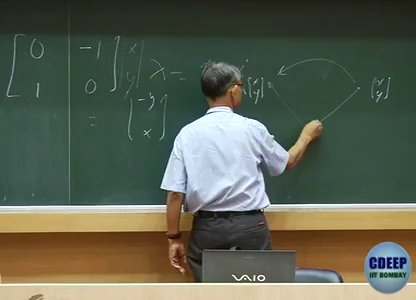 [0 -1; 1 0] [x; y] λ =
= [-y; x]
[x; y]
[x; y]
VAIO
CDEEP
IIT BOMBAY